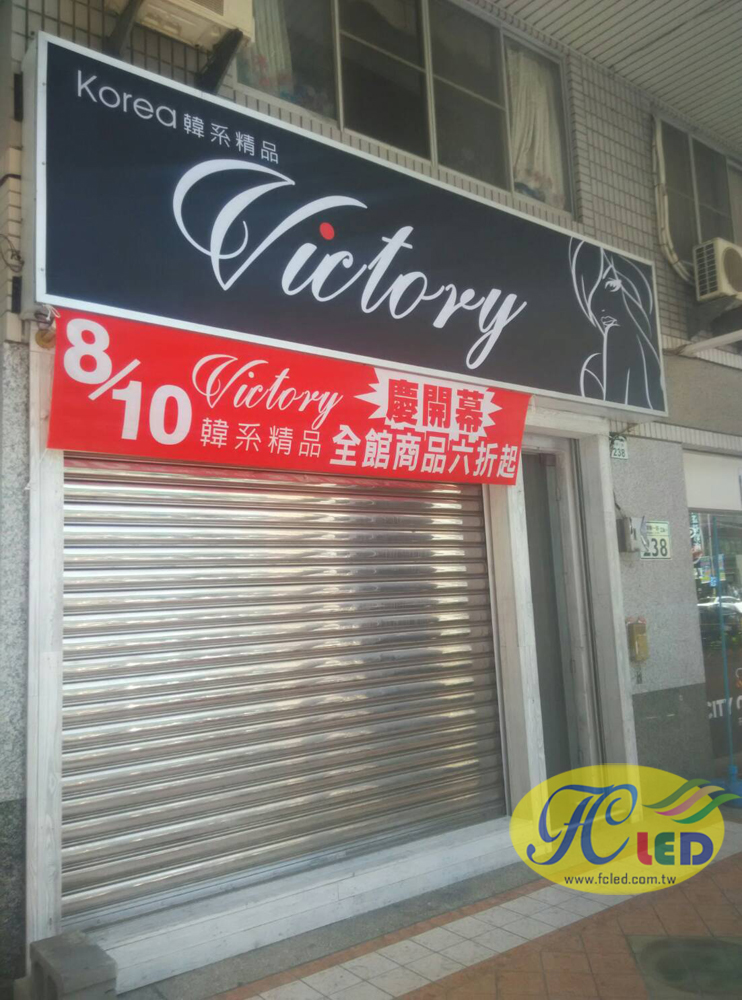 Korea韓系精品
Victory
8/10
Victory
慶開幕
韓系精品
全館商品六折起
238
238
FC LED
www.fcled.com.tw